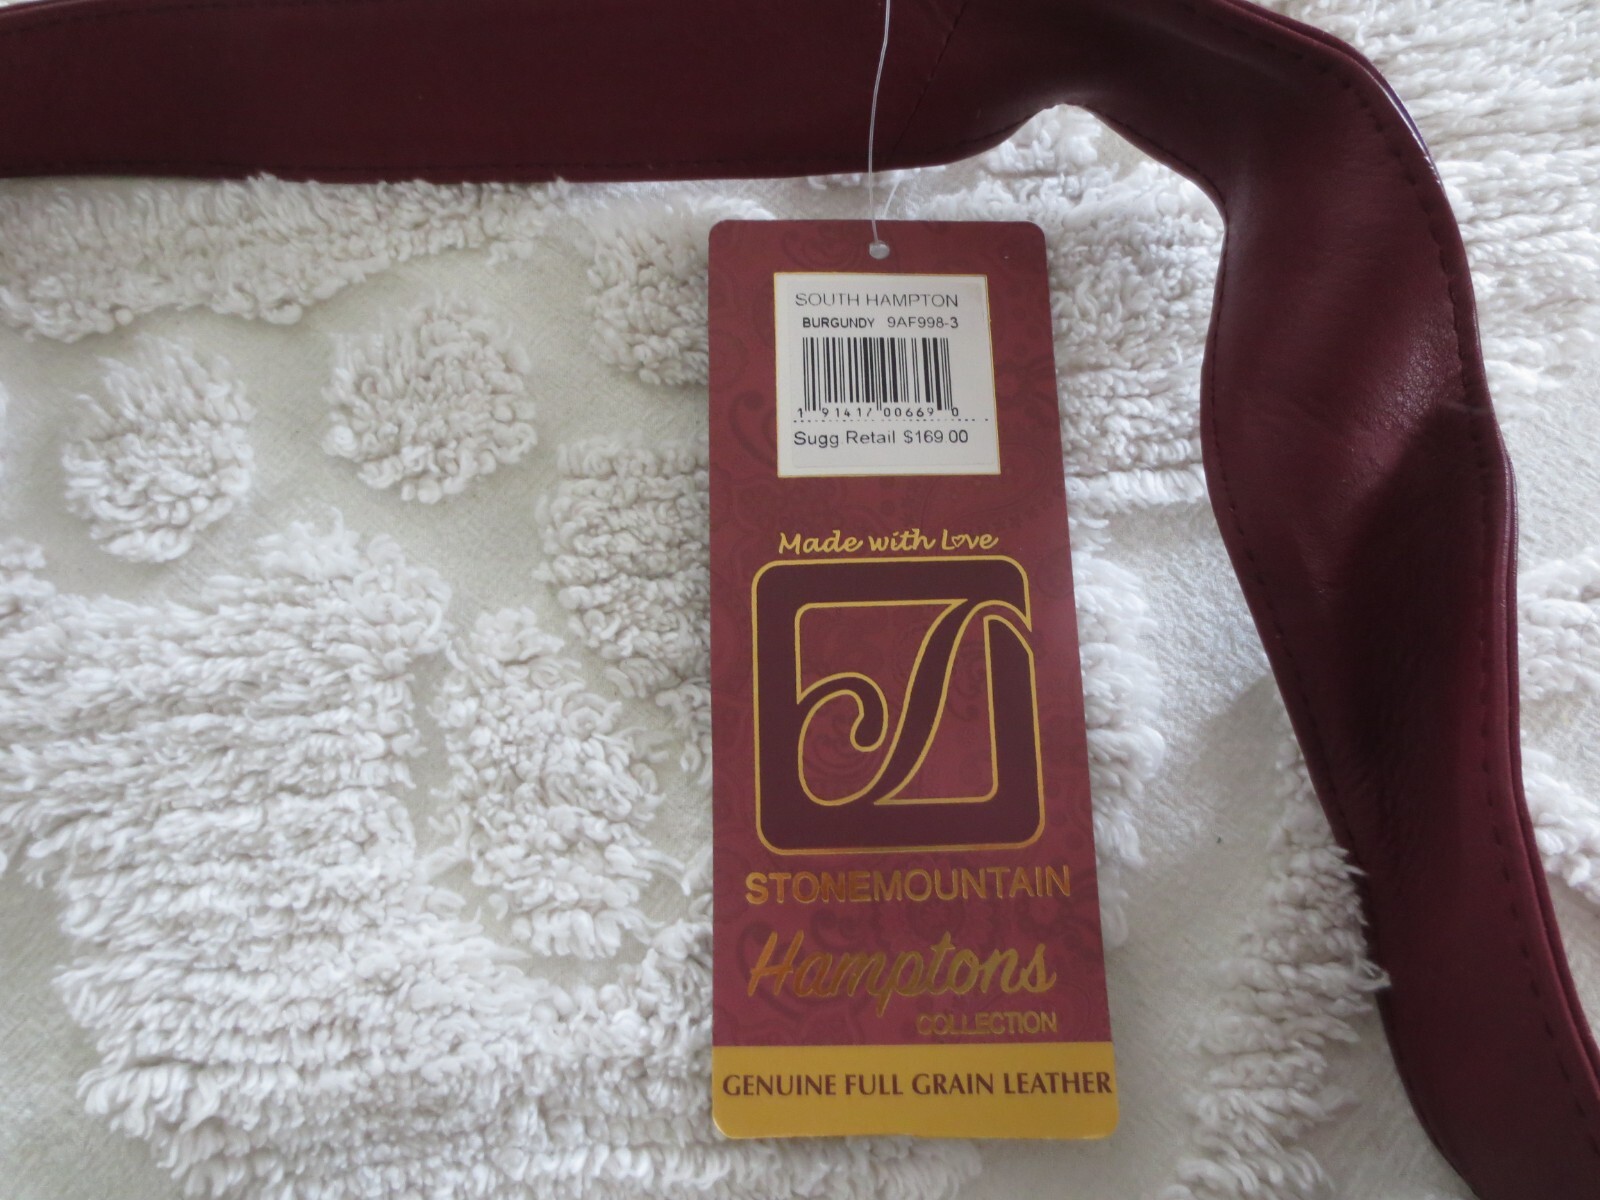 SOUTH HAMPTON
BURGUNDY 9AF998-3
1 91417 00669 0
Sugg.Retail $169.00
Made with Love
STONEMOUNTAIN
Hamptons
COLLECTION
GENUINE FULL GRAIN LEATHER